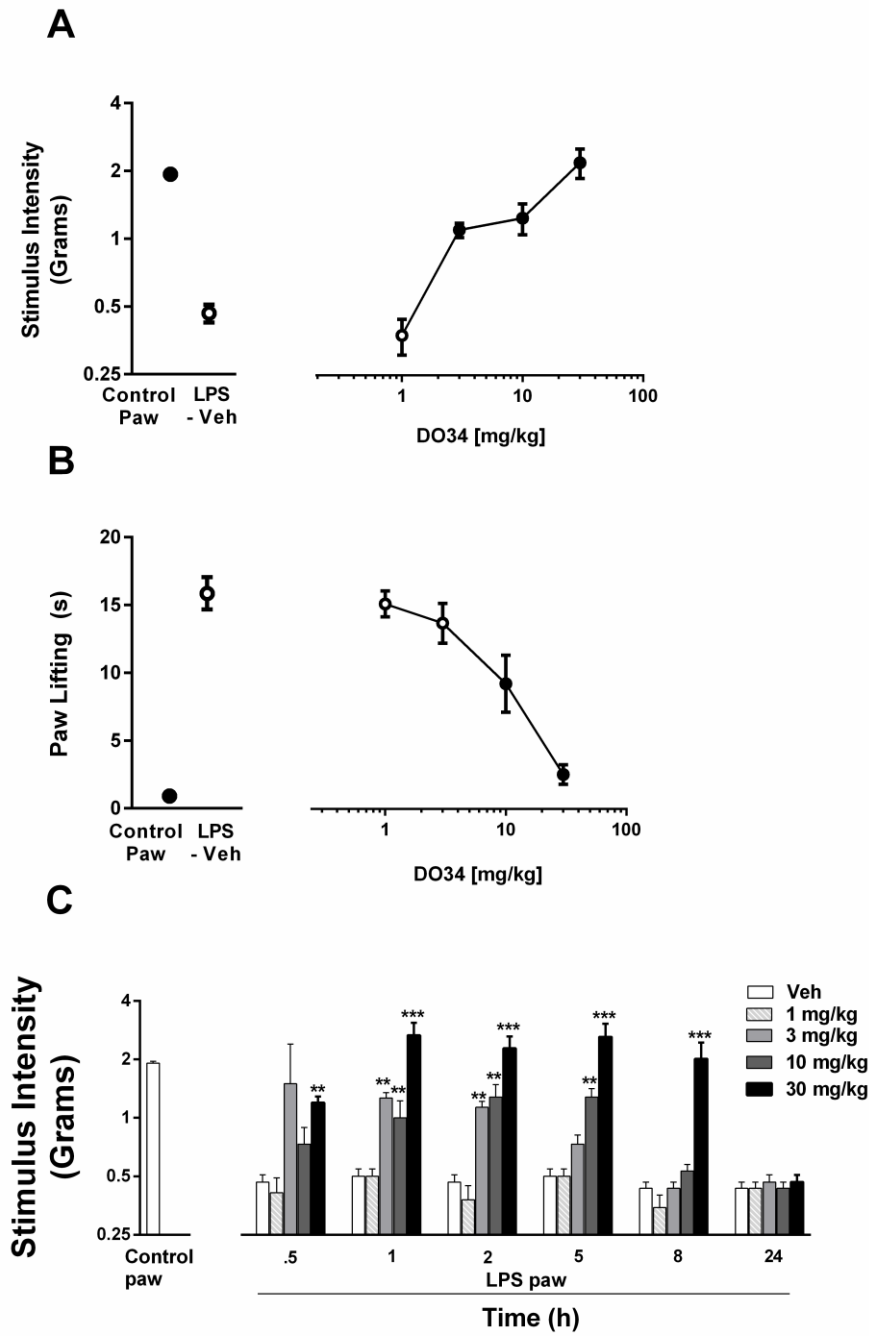 A
Stimulus Intensity
(Grams)
4
2
1
0.5
0.25
Control
Paw
LPS
- Veh
1
10
100
DO34 [mg/kg]
B
Paw Lifting (s)
20
15
10
5
0
Control
Paw
LPS
- Veh
1
10
100
DO34 [mg/kg]
C
Stimulus Intensity
(Grams)
4
2
1
0.5
0.25
Control
paw
**
** ** ***
** ** ***
** ***
***
Veh
1 mg/kg
3 mg/kg
10 mg/kg
30 mg/kg
.5 1 2 5 8 24
LPS paw
Time (h)